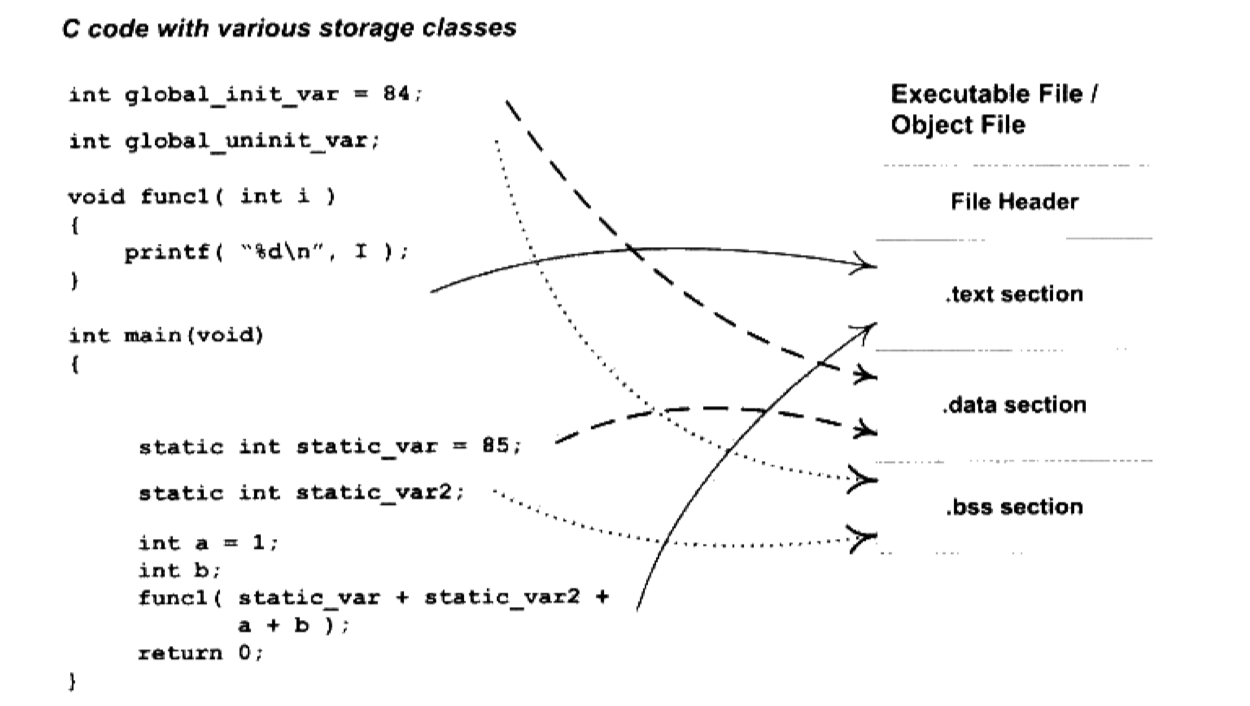 C code with various storage classes
int global_init_var = 84;
int global_uninit_var;
void func1( int i )
{
    printf( "%d\n", I );
}
int main(void)
{
    static int static_var = 85;
    static int static_var2;
    int a = 1;
    int b;
    func1( static_var + static_var2 +
           a + b );
    return 0;
}
Executable File /
Object File
File Header
.text section
.data section
.bss section